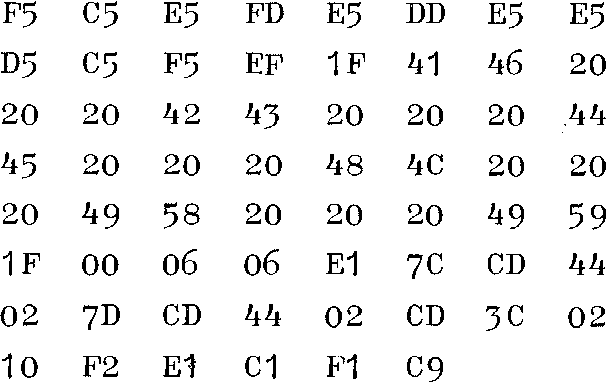 F5 C5 E5 FD E5 DD E5 E5
D5 C5 F5 EF 1F 41 46 20
20 20 42 43 20 20 20 44
45 20 20 20 48 4C 20 20
20 49 58 20 20 20 49 59
1F 00 06 06 E1 7C CD 44
02 7D CD 44 02 CD 3C 02
10 F2 E1 C1 F1 C9